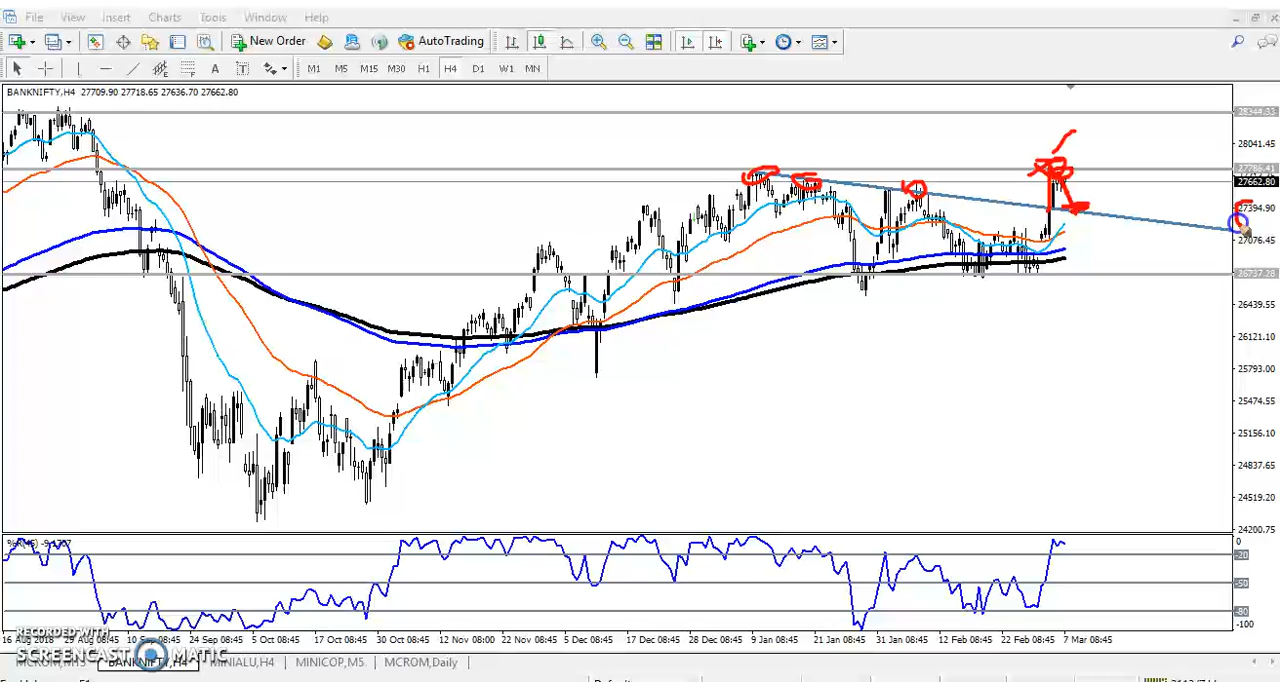 File View Insert Charts Tools Window Help
New Order AutoTrading
A T M1 M5 M15 M30 H1 H4 D1 W1 MN
BANKNIFTY,H4 27709.90 27718.65 27636.70 27662.80
28344.33
28041.45
27785.41
27662.80
27394.90
27076.45
26737.28
26439.55
26121.10
25793.00
25474.55
25156.10
24837.65
24519.20
24200.75
0
-20
-50
-80
-100
16 Aug 2018 29 Aug 08:45 10 Sep 08:45 24 Sep 08:45 5 Oct 08:45 17 Oct 08:45 30 Oct 08:45 12 Nov 08:00 22 Nov 08:45 5 Dec 08:45 17 Dec 08:45 28 Dec 08:45 9 Jan 08:45 21 Jan 08:45 31 Jan 08:45 12 Feb 08:45 22 Feb 08:45 7 Mar 08:45
RECORDED WITH
SCREENCAST MATIC
BANKNIFTY,H4 MINIALU,H4 MINICOP,M5 MCROM,Daily